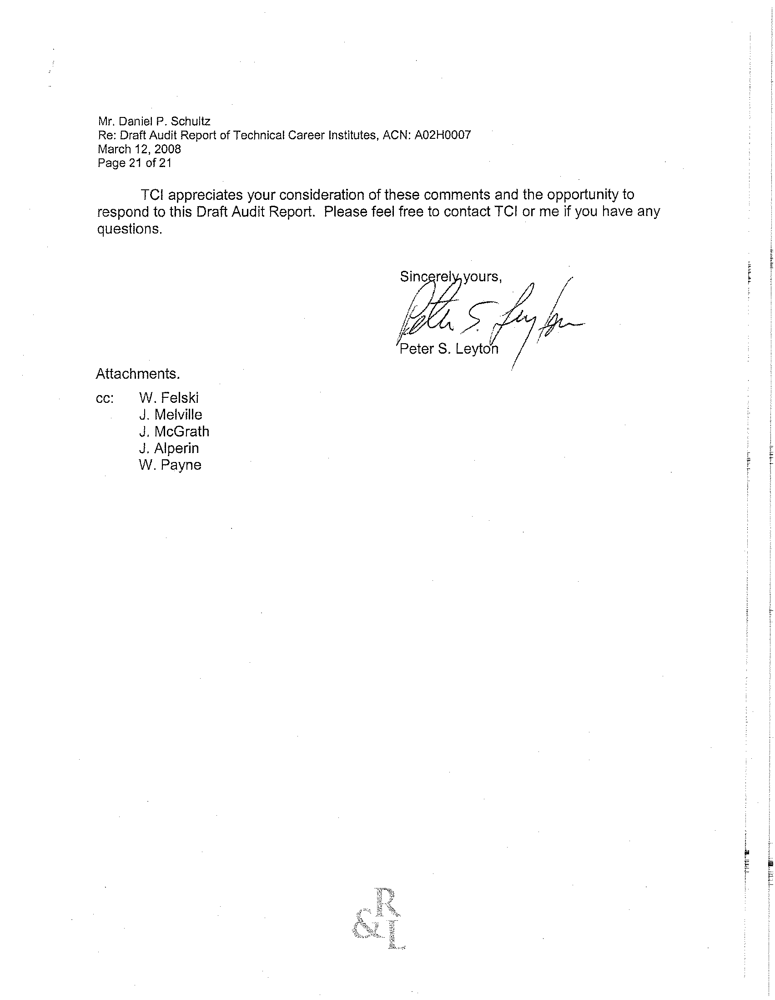 Mr. Daniel P. Schultz
Re: Draft Audit Report of Technical Career Institutes, ACN: A02H0007
March 12, 2008
Page 21 of 21
TCI appreciates your consideration of these comments and the opportunity to
respond to this Draft Audit Report. Please feel free to contact TCI or me if you have any
questions.
Sincerely yours,
Peter S. Leyton
Peter S. Leyton
Attachments.
cc: W. Felski
J. Melville
J. McGrath
J. Alperin
W. Payne
R
& L